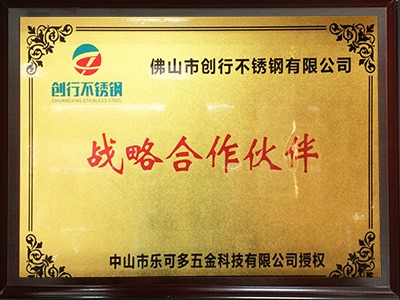 佛山市创行不锈钢有限公司
创行不锈钢
CHUANGXING STAINLESS STEEL
战略合作伙伴
中山市乐可多五金科技有限公司授权